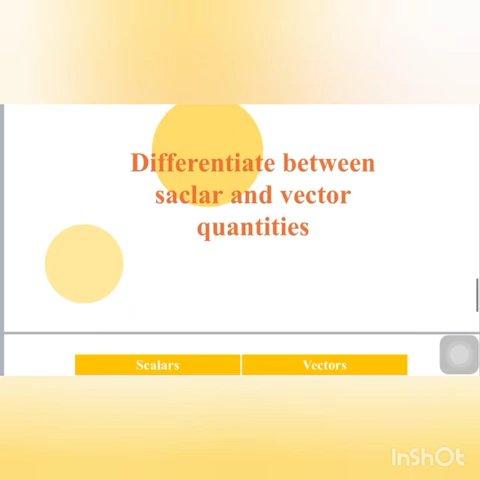 Differentiate between
saclar and vector
quantities
Scalars Vectors
InShOt